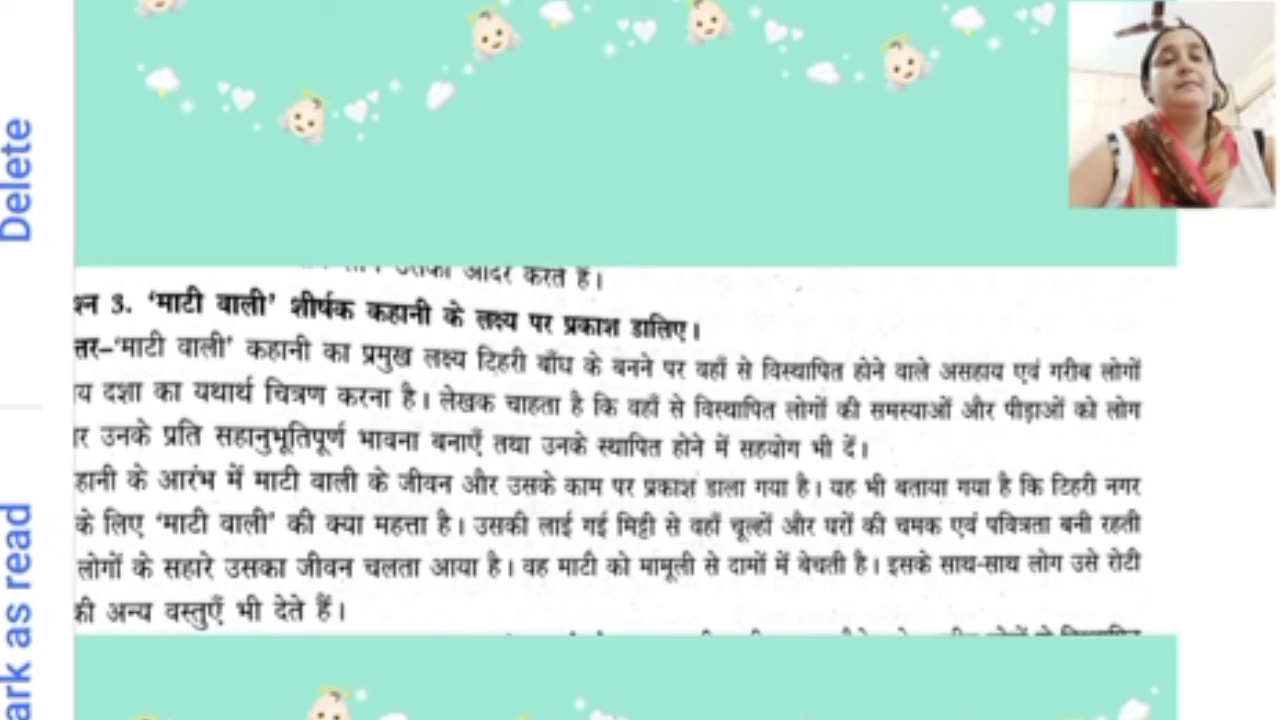 Delete
ark as read
उसका आदर करते हैं।
श्न 3. 'माटी वाली' शीर्षक कहानी के लक्ष्य पर प्रकाश डालिए।
त्तर–'माटी वाली' कहानी का प्रमुख लक्ष्य टिहरी बाँध के बनने पर वहाँ से विस्थापित होने वाले असहाय एवं गरीब लोगों
य दशा का यथार्थ चित्रण करना है। लेखक चाहता है कि वहाँ से विस्थापित लोगों की समस्याओं और पीड़ाओं को लोग
र उनके प्रति सहानुभूतिपूर्ण भावना बनाएँ तथा उनके स्थापित होने में सहयोग भी दें।
हानी के आरंभ में माटी वाली के जीवन और उसके काम पर प्रकाश डाला गया है। यह भी बताया गया है कि टिहरी नगर
के लिए 'माटी वाली' की क्या महत्ता है। उसकी लाई गई मिट्टी से वहाँ चूल्हों और घरों की चमक एवं पवित्रता बनी रहती
लोगों के सहारे उसका जीवन चलता आया है। वह माटी को मामूली से दामों में बेचती है। इसके साथ-साथ लोग उसे रोटी
की अन्य वस्तुएँ भी देते हैं।